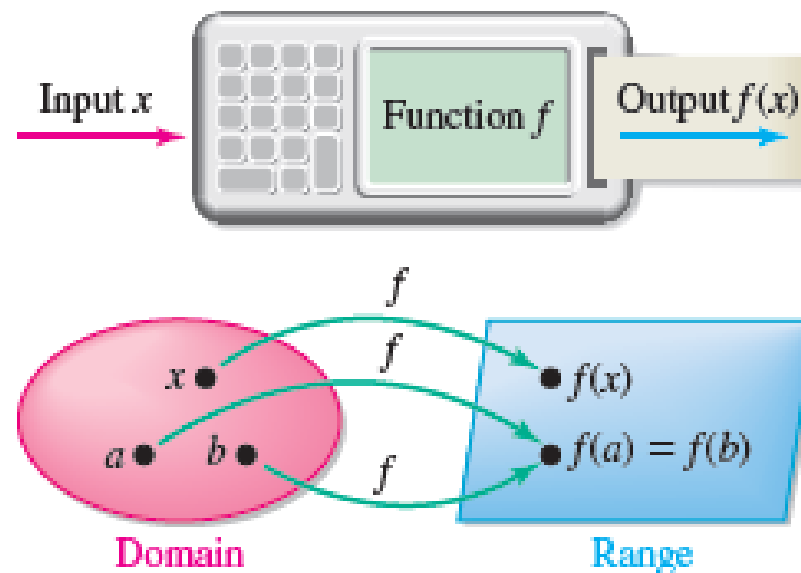 Input x
Function f
Output f(x)
f
f
x
f(x)
a
b
f(a) = f(b)
f
Domain
Range